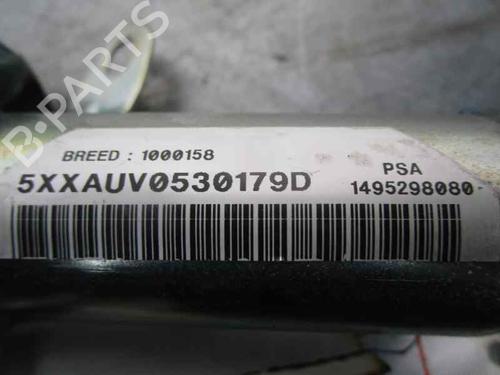 B-PARTS
BREED : 1000158
PSA
5XXAUV0530179D
1495298080-